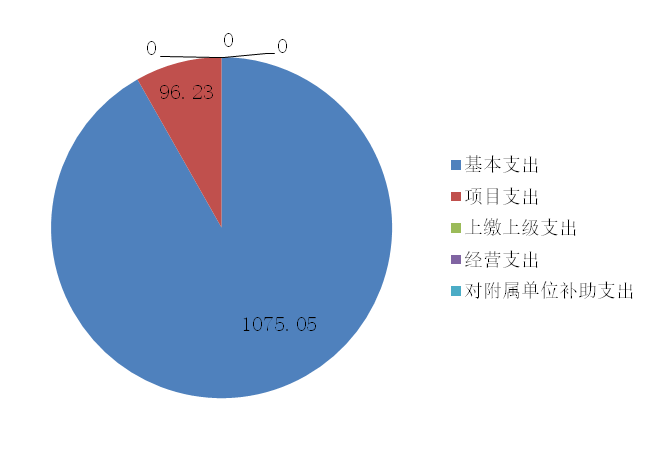 0
0
0
96.23
1075.05
基本支出
项目支出
上缴上级支出
经营支出
对附属单位补助支出